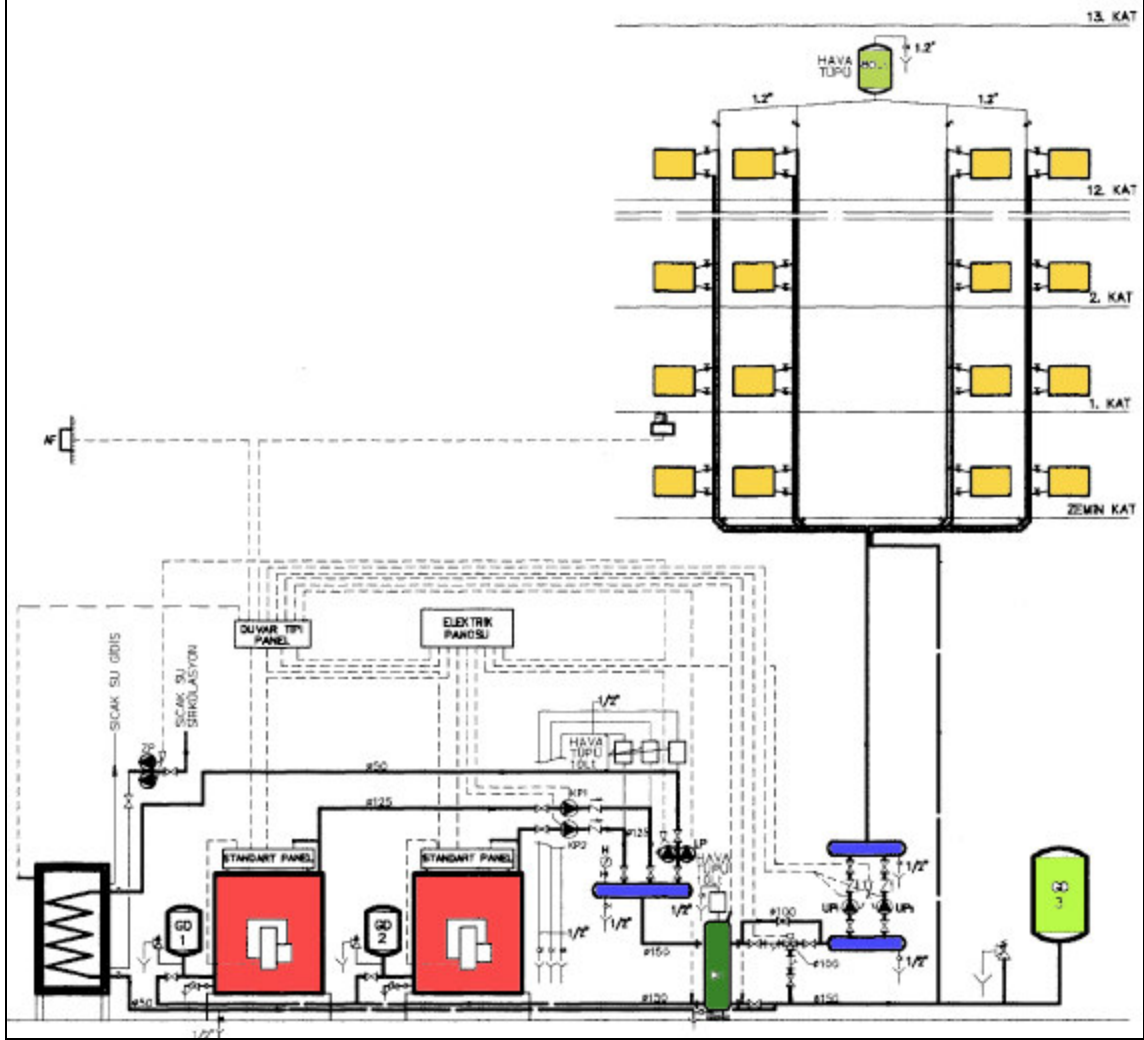 13. KAT
HAVA
TÜPÜ
1.2"
1.2"
1.2"
12. KAT
2. KAT
1. KAT
AF
ZEMİN KAT
DUVAR TİPİ
PANEL
ELEKTRİK
PANOSU
SICAK SU GİDİŞ
SICAK SU
SİRKÜLASYON
1/2"
HAVA
TÜPÜ
ø50
KP1
ø125
KP2
ø125
LP
H
STANDART PANEL
STANDART PANEL
HAVA
TÜPÜ
1/2"
1/2"
1/2"
GD
1
GD
2
GD
3
UP1
ø100
1/2"
ø150
ø100
1/2"
ø50
ø150
1/2"